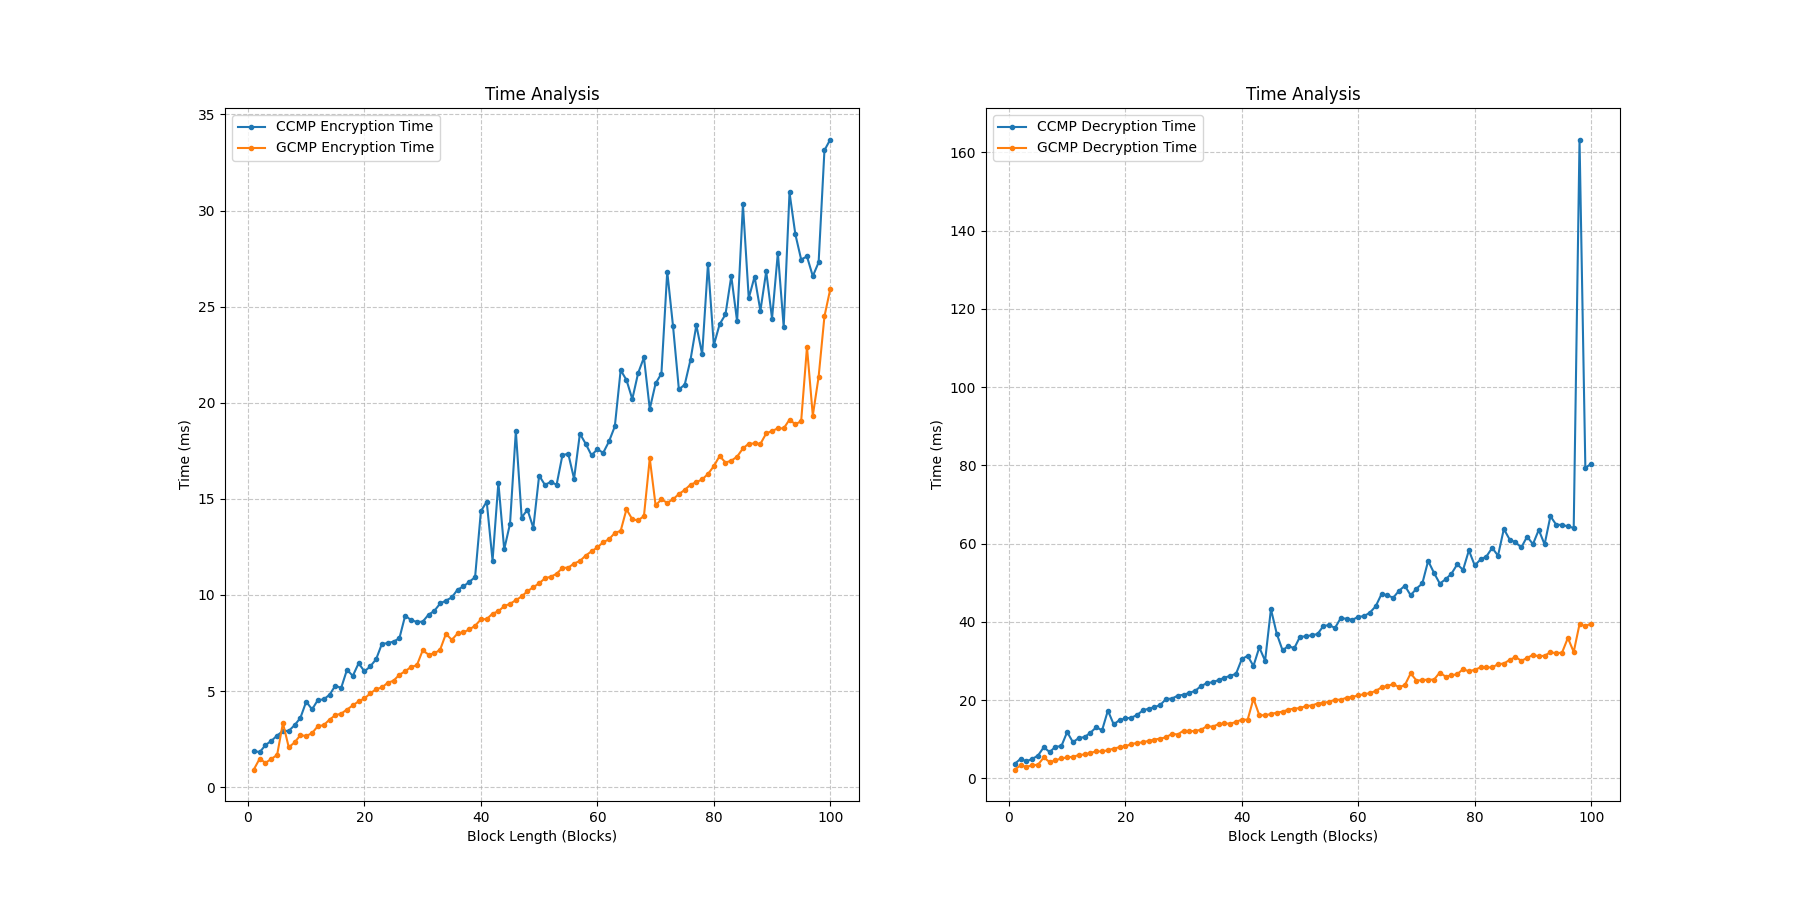 Time Analysis
35
30
25
20
15
10
5
0
Time (ms)
CCMP Encryption Time
GCMP Encryption Time
0 20 40 60 80 100
Block Length (Blocks)
Time Analysis
160
140
120
100
80
60
40
20
0
Time (ms)
CCMP Decryption Time
GCMP Decryption Time
0 20 40 60 80 100
Block Length (Blocks)